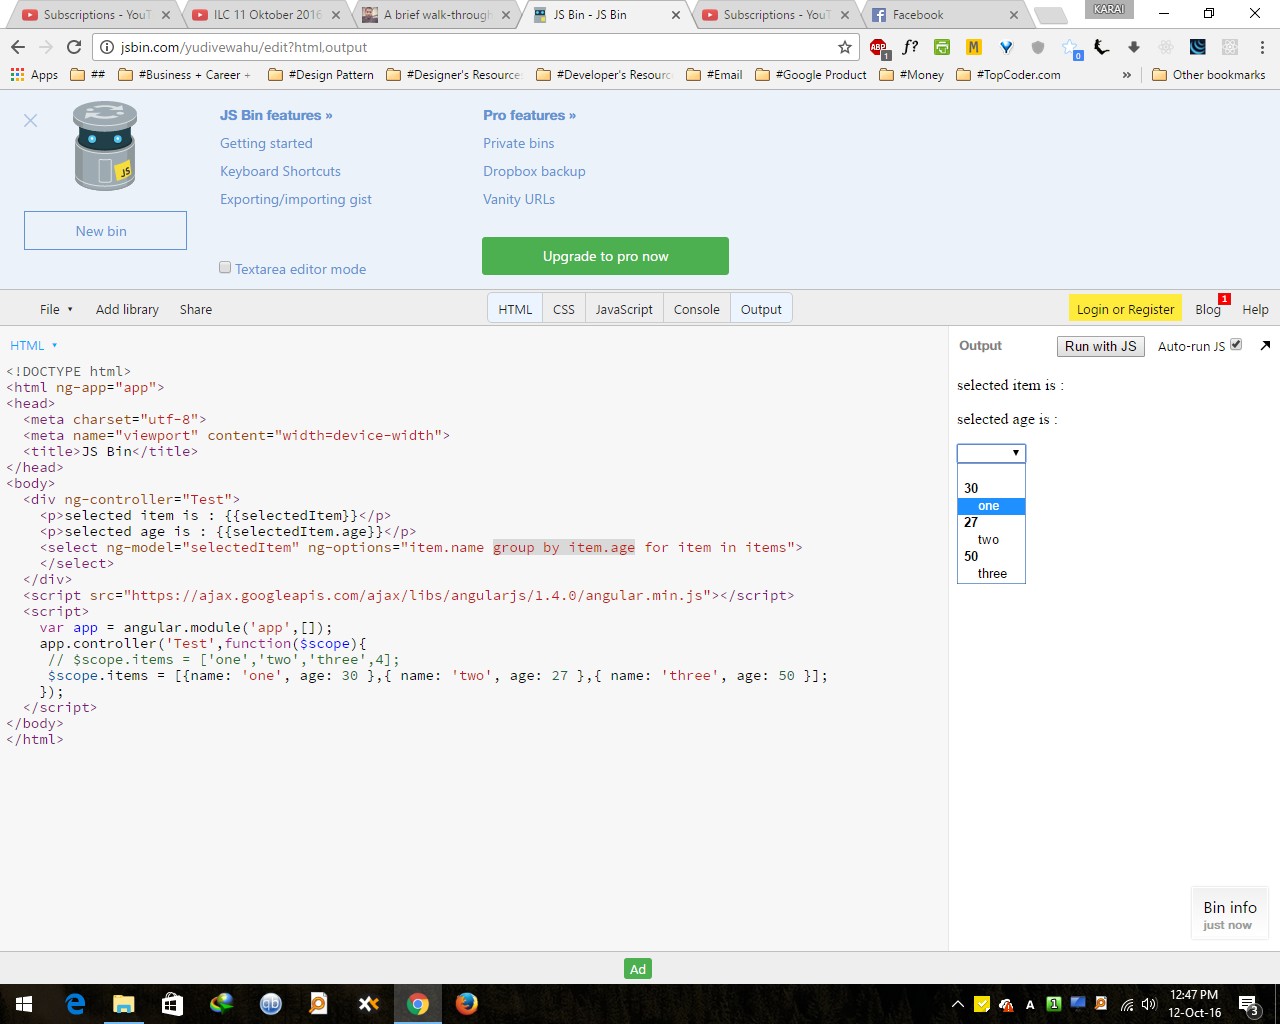 Subscriptions - YouT
ILC 11 Oktober 2016
A brief walk-through
JS Bin - JS Bin
Subscriptions - YouT
Facebook
KARAI
jsbin.com/yudivewahu/edit?html,output
ABP
1
f?
M
0
Apps
##
#Business + Career +
#Design Pattern
#Designer's Resource
#Developer's Resourc
#Email
#Google Product
#Money
#TopCoder.com
»
Other bookmarks
JS
New bin
JS Bin features »
Getting started
Keyboard Shortcuts
Exporting/importing gist
Textarea editor mode
Pro features »
Private bins
Dropbox backup
Vanity URLs
Upgrade to pro now
File
Add library
Share
HTML
CSS
JavaScript
Console
Output
Login or Register
Blog
1
Help
HTML
<!DOCTYPE html>
<html ng-app="app">
<head>
  <meta charset="utf-8">
  <meta name="viewport" content="width=device-width">
  <title>JS Bin</title>
</head>
<body>
  <div ng-controller="Test">
    <p>selected item is : {{selectedItem}}</p>
    <p>selected age is : {{selectedItem.age}}</p>
    <select ng-model="selectedItem" ng-options="item.name group by item.age for item in items">
    </select>
  </div>
  <script src="https://ajax.googleapis.com/ajax/libs/angularjs/1.4.0/angular.min.js"></script>
  <script>
    var app = angular.module('app',[]);
    app.controller('Test',function($scope){
     // $scope.items = ['one','two','three',4];
     $scope.items = [{name: 'one', age: 30 },{ name: 'two', age: 27 },{ name: 'three', age: 50 }];
    });
  </script>
</body>
</html>
Output
Run with JS
Auto-run JS
selected item is :
selected age is :
30
one
27
two
50
three
Bin info
just now
Ad
qb
A
1
12:47 PM
12-Oct-16
3